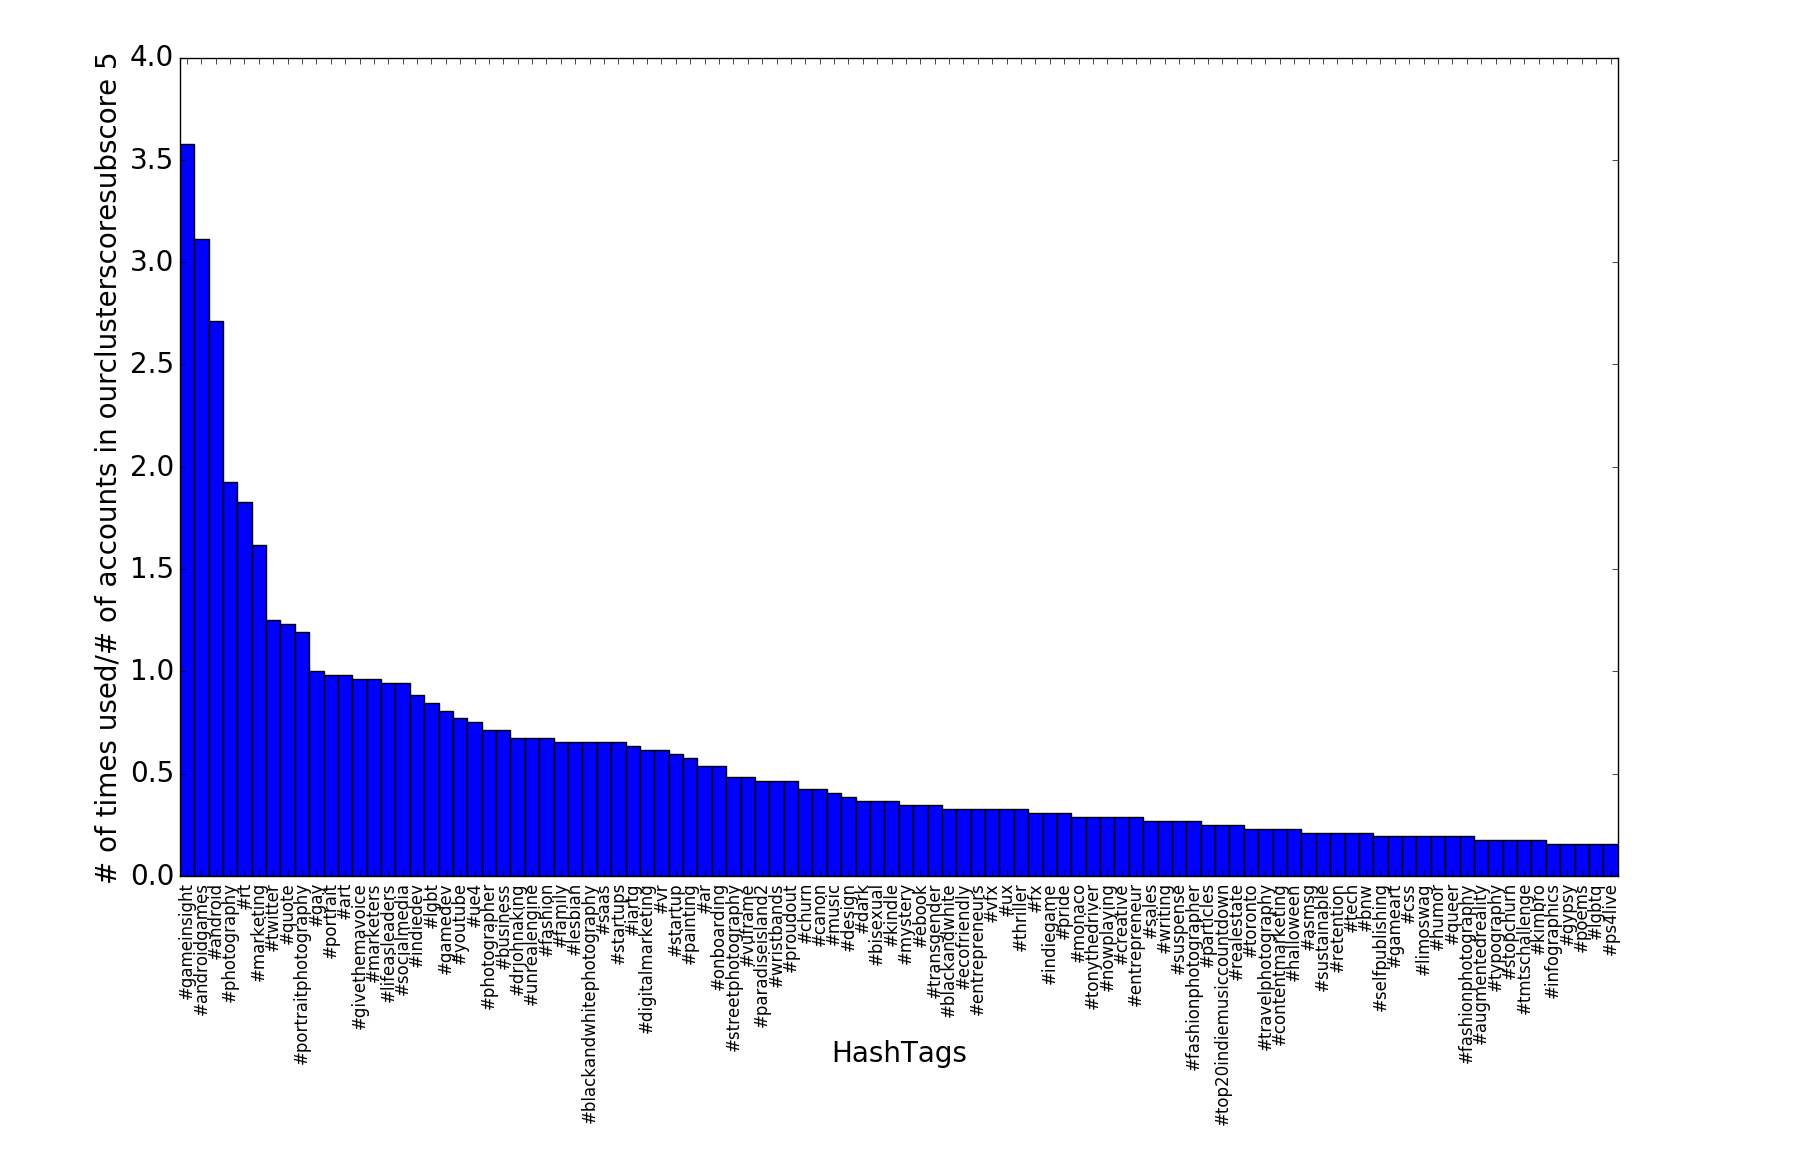 # of times used/# of accounts in ourclusterscoresubscore 5
4.0
3.5
3.0
2.5
2.0
1.5
1.0
0.5
0.0
#gameinsight
#androidgames
#android
#photography
#rt
#marketing
#twitter
#quote
#portraitphotography
#gay
#portrait
#art
#givethemavoice
#marketers
#lifeasleaders
#socialmedia
#indiedev
#lgbt
#gamedev
#youtube
#ue4
#photographer
#business
#drjohnaking
#unrealengine
#fashion
#family
#lesbian
#blackandwhitephotography
#saas
#startups
#iartg
#digitalmarketing
#vr
#startup
#painting
#ar
#onboarding
#streetphotography
#vuframe
#paradiseisland2
#wristbands
#proudout
#churn
#canon
#music
#design
#dark
#bisexual
#kindle
#mystery
#ebook
#transgender
#blackandwhite
#ecofriendly
#entrepreneurs
#vfx
#ux
#thriller
#fx
#indiegame
#pride
#monaco
#tonythedriver
#nowplaying
#creative
#entrepreneur
#sales
#writing
#suspense
#fashionphotographer
#particles
#top20indiemusiccountdown
#realestate
#toronto
#travelphotography
#contentmarketing
#halloween
#asmsg
#sustainable
#retention
#tech
#bnw
#selfpublishing
#gameart
#css
#limoswag
#humor
#queer
#fashionphotography
#augmentedreality
#typography
#stopchurn
#tmtschallenge
#kimbro
#infographics
#gypsy
#poems
#lgbtq
#ps4live
HashTags